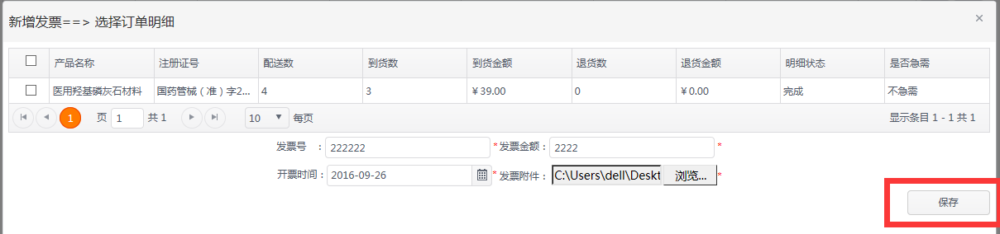 新增发票==> 选择订单明细 ×
产品名称 注册证号 配送数 到货数 到货金额 退货数 退货金额 明细状态 是否急需
医用羟基磷灰石材料 国药管械（准）字2... 4 3 ￥39.00 0 ￥0.00 完成 不急需
1 页 1 共 1 10 每页 显示条目 1 - 1 共 1
发票号 ： 222222 * 发票金额： 2222 *
开票时间： 2016-09-26 * 发票附件： C:\Users\dell\Deskt 浏览... *
保存